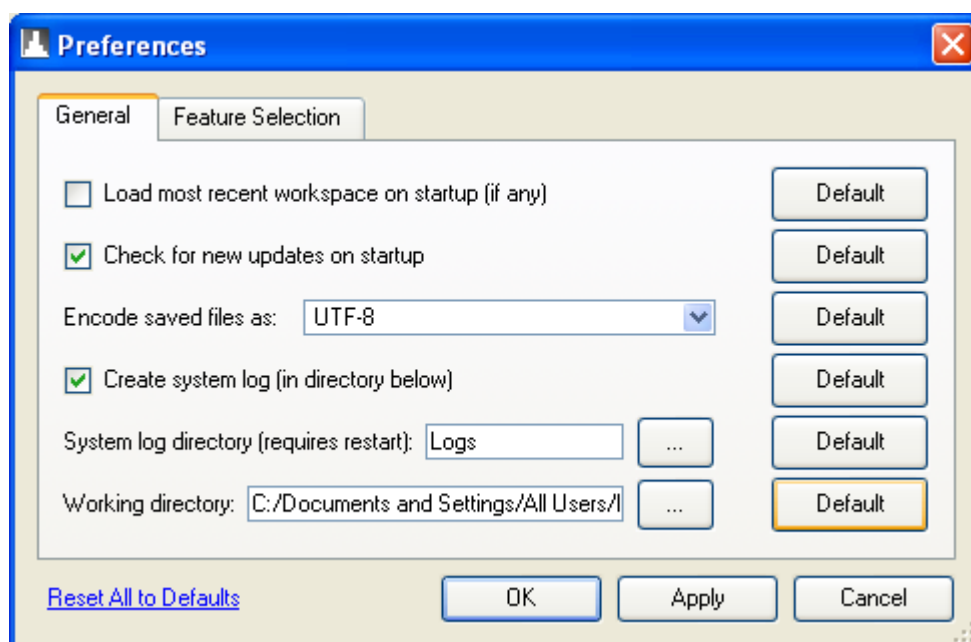 Preferences
General Feature Selection
Load most recent workspace on startup (if any) Default
Check for new updates on startup Default
Encode saved files as: UTF-8 Default
Create system log (in directory below) Default
System log directory (requires restart): Logs ... Default
Working directory: C:/Documents and Settings/All Users/ ... Default
Reset All to Defaults OK Apply Cancel